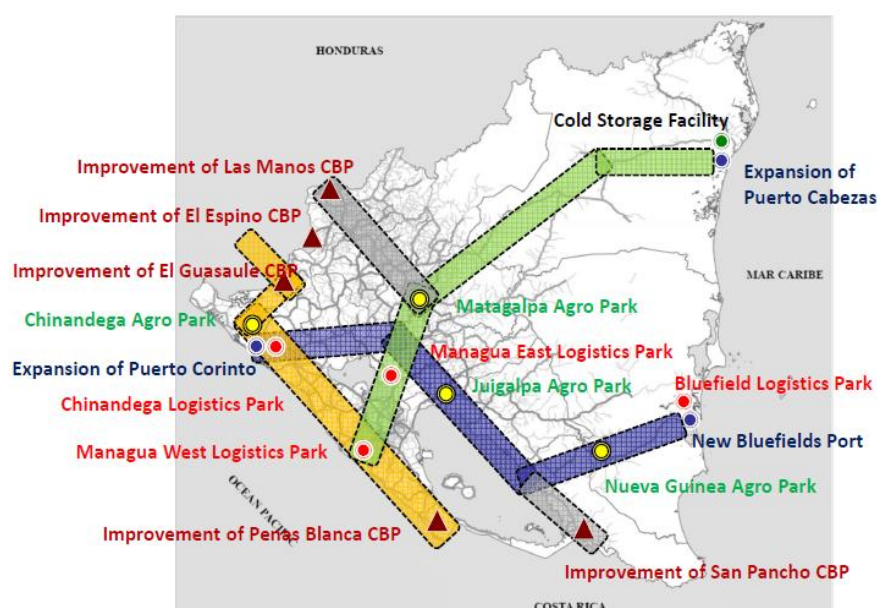 HONDURAS
Cold Storage Facility
Improvement of Las Manos CBP
Expansion of
Puerto Cabezas
Improvement of El Espino CBP
Improvement of El Guasaule CBP
MAR CARIBE
Chinandega Agro Park
Matagalpa Agro Park
Managua East Logistics Park
Expansion of Puerto Corinto
Juigalpa Agro Park
Bluefield Logistics Park
Chinandega Logistics Park
New Bluefields Port
Managua West Logistics Park
Nueva Guinea Agro Park
OCEAN PACIFIC
Improvement of Penas Blanca CBP
Improvement of San Pancho CBP
COSTA RICA